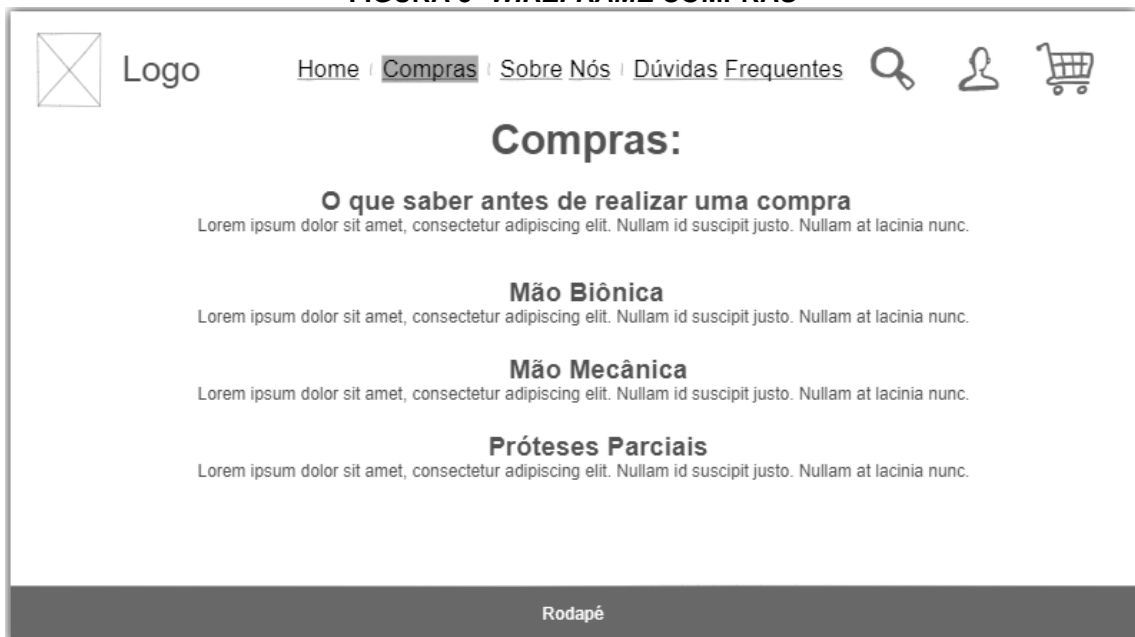 Logo
Home Compras Sobre Nós Dúvidas Frequentes
Compras:
O que saber antes de realizar uma compra
Lorem ipsum dolor sit amet, consectetur adipiscing elit. Nullam id suscipit justo. Nullam at lacinia nunc.
Mão Biônica
Lorem ipsum dolor sit amet, consectetur adipiscing elit. Nullam id suscipit justo. Nullam at lacinia nunc.
Mão Mecânica
Lorem ipsum dolor sit amet, consectetur adipiscing elit. Nullam id suscipit justo. Nullam at lacinia nunc.
Próteses Parciais
Lorem ipsum dolor sit amet, consectetur adipiscing elit. Nullam id suscipit justo. Nullam at lacinia nunc.
Rodapé